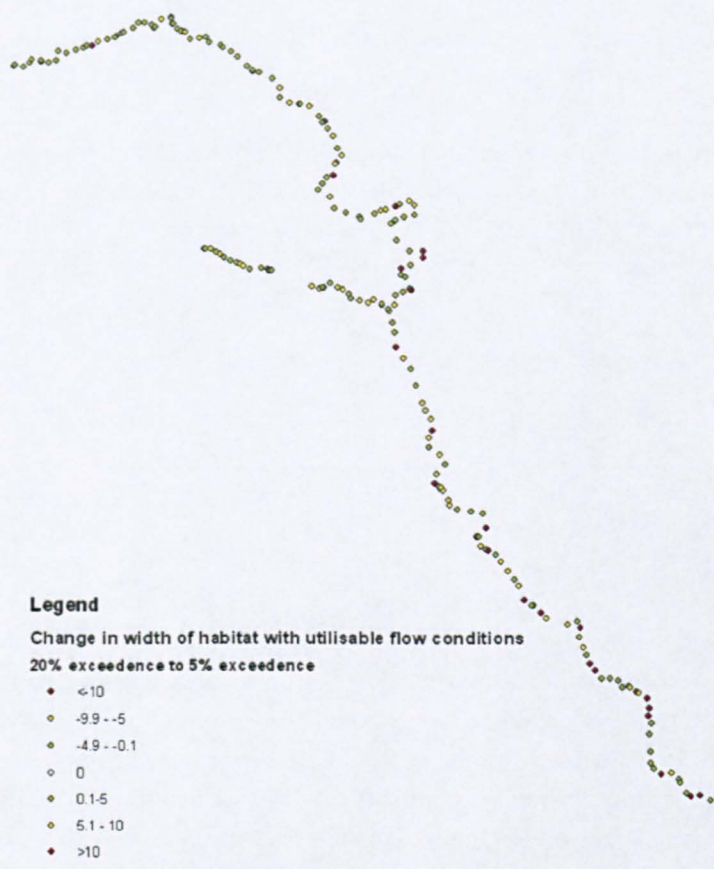 Legend
Change in width of habitat with utilisable flow conditions
20% exceedence to 5% exceedence
<-10
-9.9 - -5
-4.9 - -0.1
0
0.1-5
5.1 - 10
>10